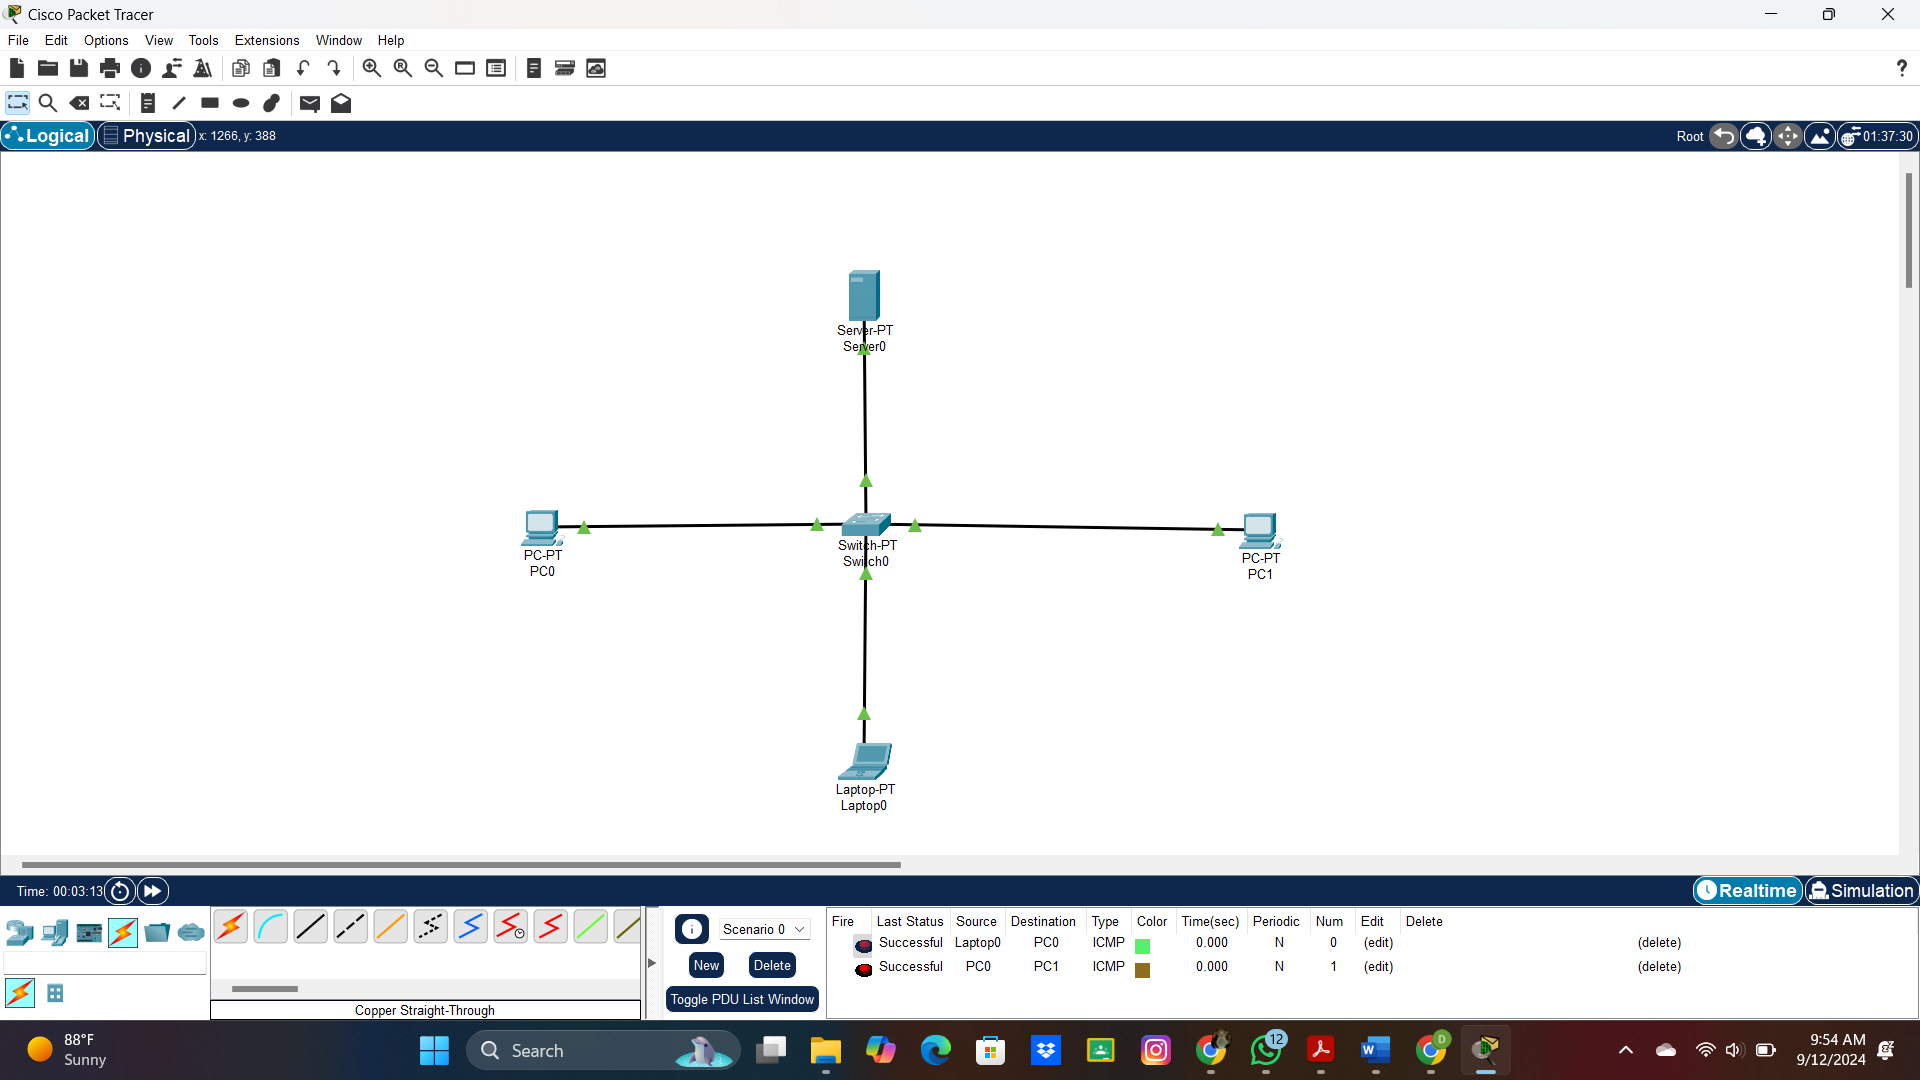 Cisco Packet Tracer
File Edit Options View Tools Extensions Window Help
?
Logical Physical x: 1266, y: 388 Root 01:37:30
Server-PT
Server0
Switch-PT
Switch0
PC-PT
PC0
PC-PT
PC1
Laptop-PT
Laptop0
Time: 00:03:13 Realtime Simulation
Scenario 0
New Delete
Toggle PDU List Window
Copper Straight-Through
Fire Last Status Source Destination Type Color Time(sec) Periodic Num Edit Delete
Successful Laptop0 PC0 ICMP 0.000 N 0 (edit) (delete)
Successful PC0 PC1 ICMP 0.000 N 1 (edit) (delete)
88°F
Sunny
Search
12
D
9:54 AM
9/12/2024